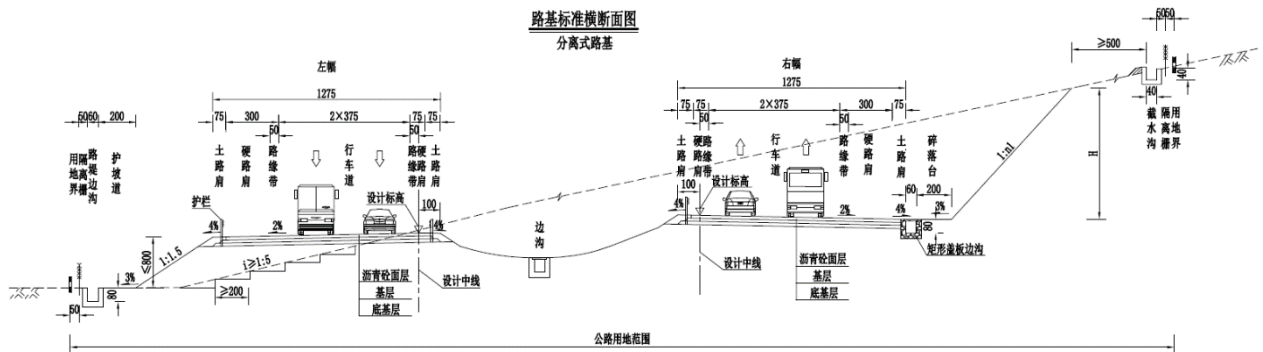 路基标准横断面图
分离式路基
左幅
1275
75
300
50
2×375
50
75
75
50
60
200
用地界
隔离栅
路堤边沟
护坡道
土路肩
硬路肩
路缘带
行车道
路缘带
硬路肩
土路肩
设计标高
100
护栏
4%
2%
4%
≤800
1:1.5
i≥1:5
3%
80
50
≥200
沥青砼面层
基层
底基层
设计中线
边沟
右幅
1275
75
75
50
2×375
50
300
75
土路肩
硬路肩
路缘带
行车道
路缘带
硬路肩
土路肩
碎落台
设计标高
100
4%
2%
4%
60
200
3%
80
矩形盖板边沟
设计中线
沥青砼面层
基层
底基层
1:n1
H
≥500
50
50
40
40
截水沟
隔离栅
用地界
公路用地范围